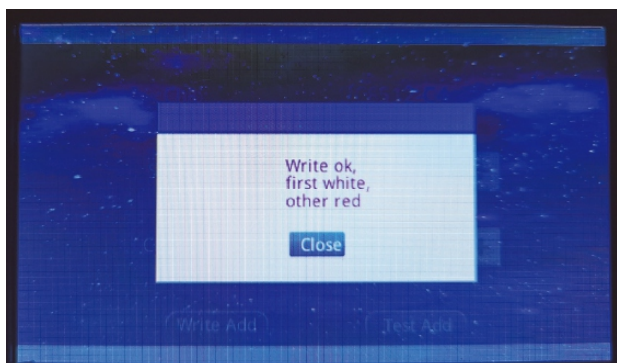 Write ok,
first white,
other red
Close
Write Add
Test Add